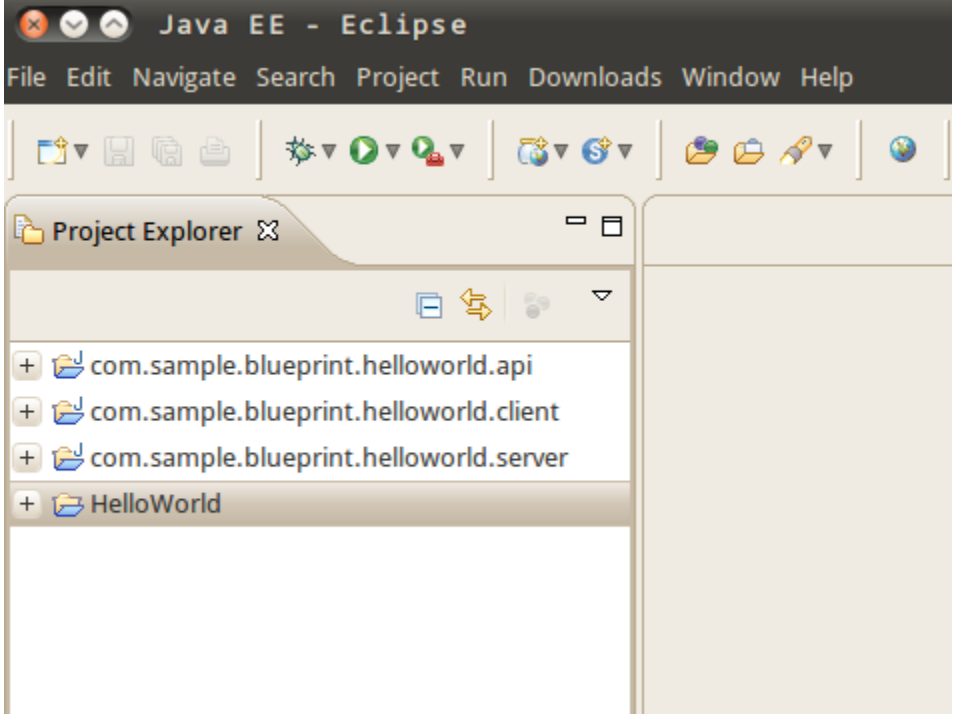 Java EE - Eclipse
File Edit Navigate Search Project Run Downloads Window Help
Project Explorer
com.sample.blueprint.helloworld.api
com.sample.blueprint.helloworld.client
com.sample.blueprint.helloworld.server
HelloWorld